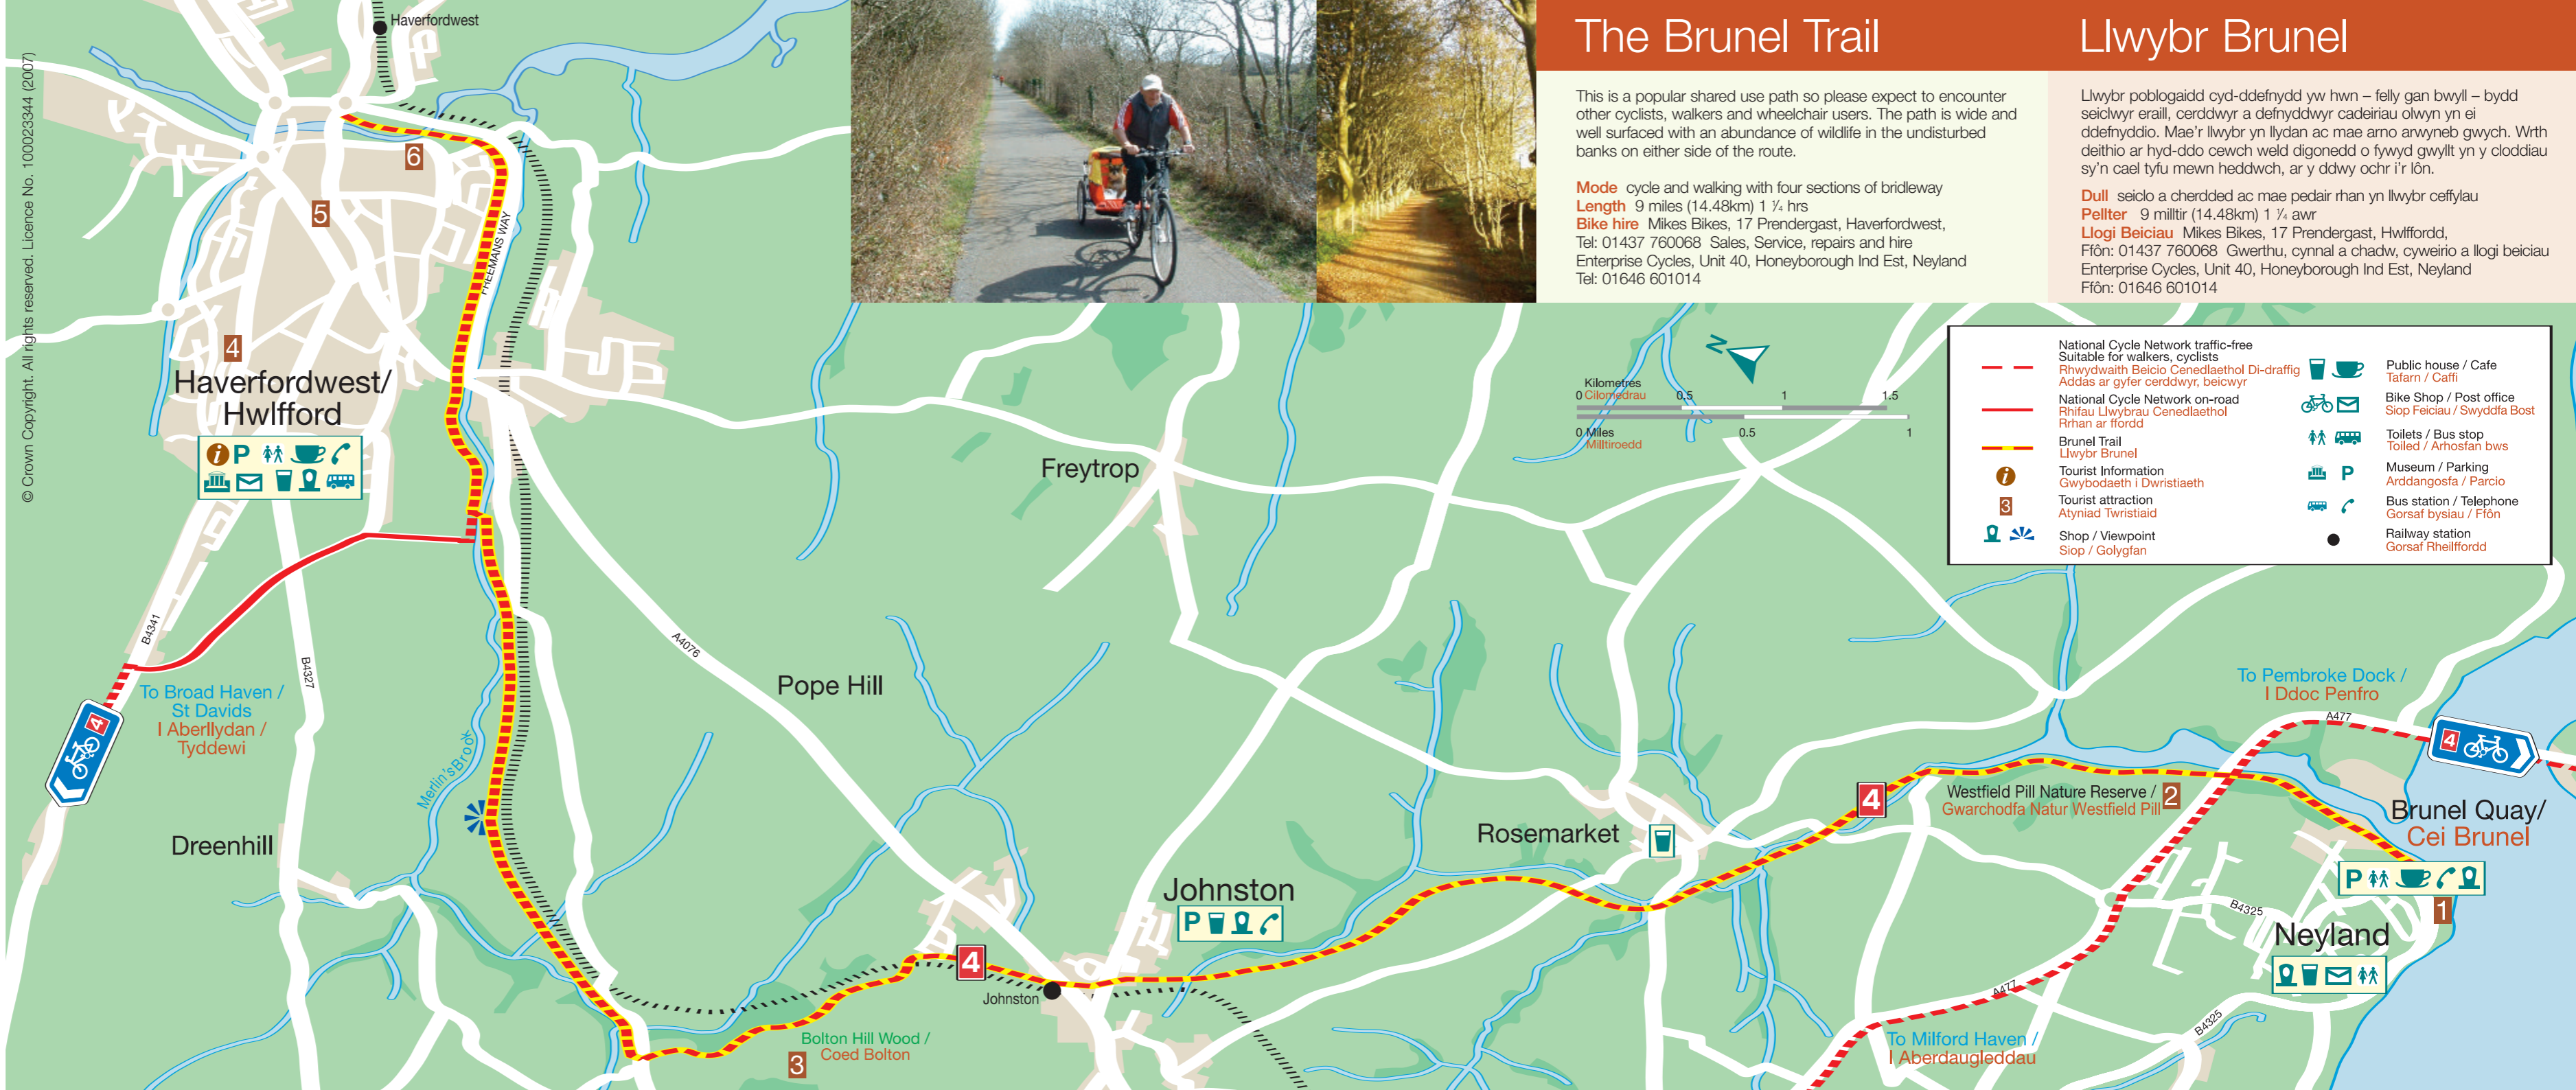 © Crown Copyright. All rights reserved. Licence No. 100023344 (2007)
Haverfordwest
The Brunel Trail
This is a popular shared use path so please expect to encounter
other cyclists, walkers and wheelchair users. The path is wide and
well surfaced with an abundance of wildlife in the undisturbed
banks on either side of the route.
Mode cycle and walking with four sections of bridleway
Length 9 miles (14.48km) 1 ¼ hrs
Bike hire Mikes Bikes, 17 Prendergast, Haverfordwest,
Tel: 01437 760068 Sales, Service, repairs and hire
Enterprise Cycles, Unit 40, Honeyborough Ind Est, Neyland
Tel: 01646 601014
Llwybr Brunel
Llwybr poblogaidd cyd-ddefnydd yw hwn – felly gan bwyll – bydd
seiclwyr eraill, cerddwyr a defnyddwyr cadeiriau olwyn yn ei
ddefnyddio. Mae'r llwybr yn llydan ac mae arno arwyneb gwych. Wrth
deithio ar hyd-ddo cewch weld digonedd o fywyd gwyllt yn y cloddiau
sy'n cael tyfu mewn heddwch, ar y ddwy ochr i'r lôn.
Dull seiclo a cherdded ac mae pedair rhan yn llwybr ceffylau
Pellter 9 milltir (14.48km) 1 ¼ awr
Llogi Beiciau Mikes Bikes, 17 Prendergast, Hwlffordd,
Ffôn: 01437 760068 Gwerthu, cynnal a chadw, cyweirio a llogi beiciau
Enterprise Cycles, Unit 40, Honeyborough Ind Est, Neyland
Ffôn: 01646 601014
6
5
4
FREEMANS WAY
Haverfordwest/
Hwlfford
i P
N
Kilometres
0 Cilomedrau 0.5 1 1.5
0 Miles 0.5 1
Milltiroedd
National Cycle Network traffic-free
Suitable for walkers, cyclists
Rhwydwaith Beicio Cenedlaethol Di-draffig
Addas ar gyfer cerddwyr, beicwyr
National Cycle Network on-road
Rhifau Llwybrau Cenedlaethol
Rrhan ar ffordd
Brunel Trail
Llwybr Brunel
i
Tourist Information
Gwybodaeth i Dwristiaeth
3
Tourist attraction
Atyniad Twristiaid
Shop / Viewpoint
Siop / Golygfan
Public house / Cafe
Tafarn / Caffi
Bike Shop / Post office
Siop Feiciau / Swyddfa Bost
Toilets / Bus stop
Toiled / Arhosfan bws
P
Museum / Parking
Arddangosfa / Parcio
Bus station / Telephone
Gorsaf bysiau / Ffôn
Railway station
Gorsaf Rheilffordd
Freytrop
B4341
B4327
A4076
Pope Hill
To Broad Haven /
St Davids
I Aberllydan /
Tyddewi
4
Merlin's Brook
Dreenhill
To Pembroke Dock /
I Ddoc Penfro
A477
4
4
Westfield Pill Nature Reserve /
Gwarchodfa Natur Westfield Pill
2
Brunel Quay/
Cei Brunel
P
1
Rosemarket
Johnston
P
4
Johnston
B4325
Neyland
A477
B4325
Bolton Hill Wood /
Coed Bolton
3
To Milford Haven /
I Aberdaugleddau